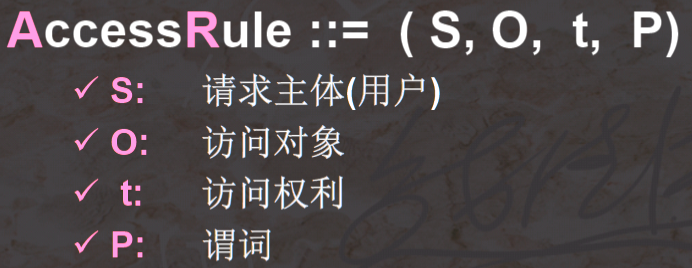 AccessRule ::= ( S, O, t, P)
✓ S: 请求主体(用户)
✓ O: 访问对象
✓ t: 访问权利
✓ P: 谓词